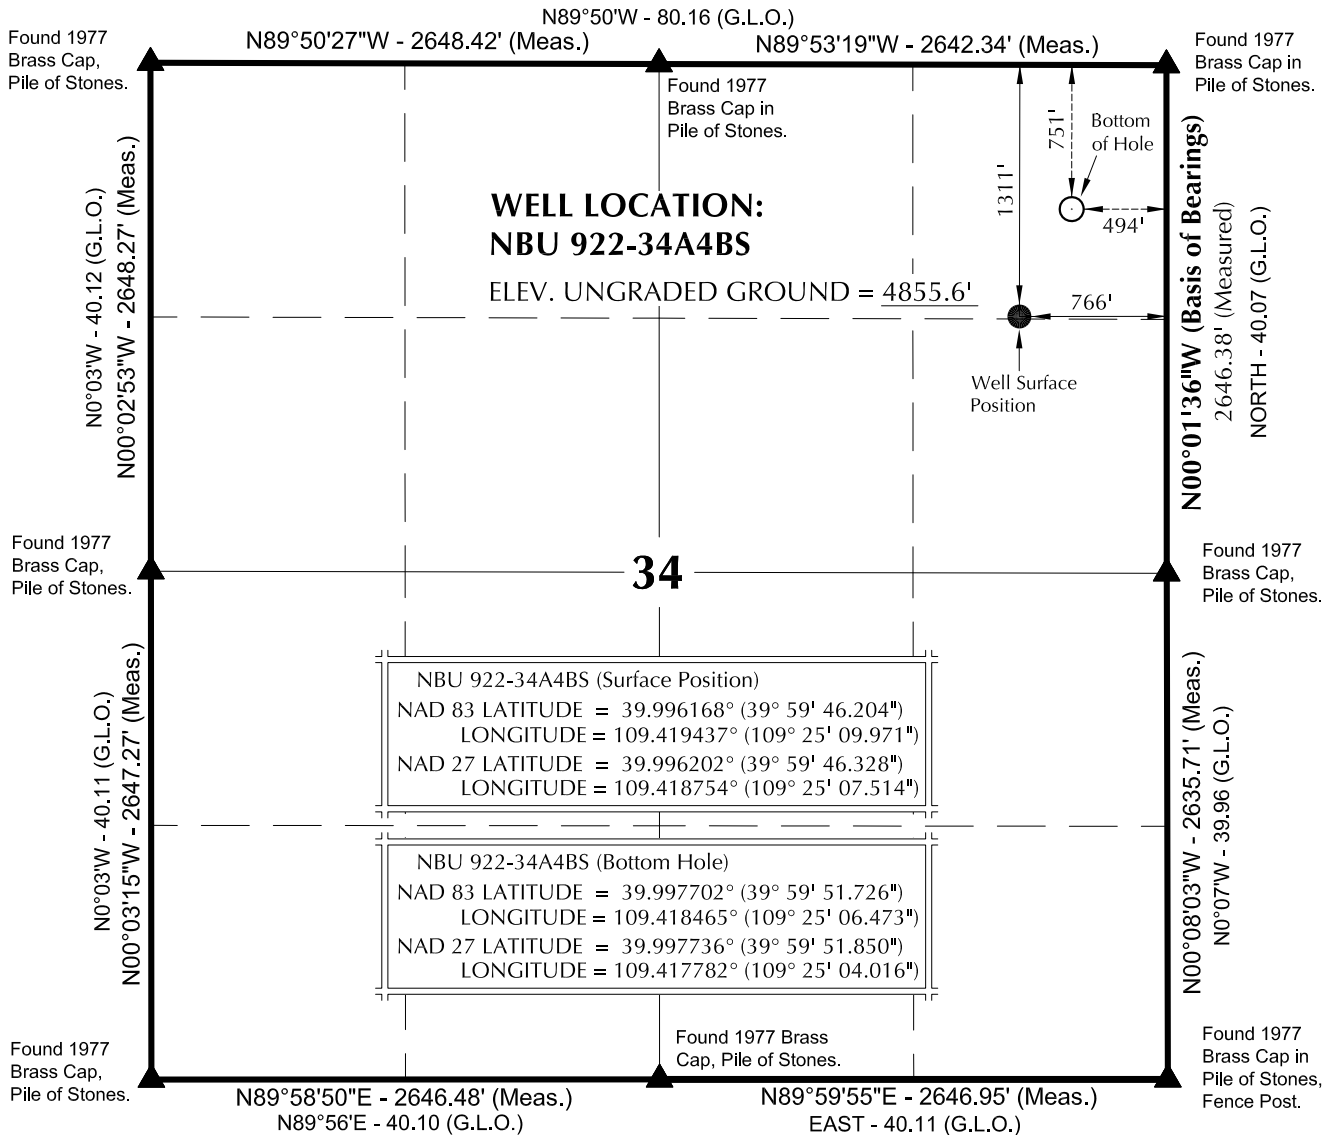 N89°50'W - 80.16 (G.L.O.)
N89°50'27"W - 2648.42' (Meas.)
N89°53'19"W - 2642.34' (Meas.)
Found 1977
Brass Cap,
Pile of Stones.
Found 1977
Brass Cap in
Pile of Stones.
Found 1977
Brass Cap in
Pile of Stones.
751'
Bottom
of Hole
1311'
494'
766'
Well Surface
Position
WELL LOCATION:
NBU 922-34A4BS
ELEV. UNGRADED GROUND = 4855.6'
N0°03'W - 40.12 (G.L.O.)
N00°02'53"W - 2648.27' (Meas.)
N00°01'36"W (Basis of Bearings)
2646.38' (Measured)
NORTH - 40.07 (G.L.O.)
Found 1977
Brass Cap,
Pile of Stones.
34
Found 1977
Brass Cap,
Pile of Stones.
N0°03'W - 40.11 (G.L.O.)
N00°03'15"W - 2647.27' (Meas.)
NBU 922-34A4BS (Surface Position)
NAD 83 LATITUDE = 39.996168° (39° 59' 46.204")
LONGITUDE = 109.419437° (109° 25' 09.971")
NAD 27 LATITUDE = 39.996202° (39° 59' 46.328")
LONGITUDE = 109.418754° (109° 25' 07.514")
NBU 922-34A4BS (Bottom Hole)
NAD 83 LATITUDE = 39.997702° (39° 59' 51.726")
LONGITUDE = 109.418465° (109° 25' 06.473")
NAD 27 LATITUDE = 39.997736° (39° 59' 51.850")
LONGITUDE = 109.417782° (109° 25' 04.016")
N00°08'03"W - 2635.71' (Meas.)
N0°07'W - 39.96 (G.L.O.)
Found 1977
Brass Cap,
Pile of Stones.
Found 1977 Brass
Cap, Pile of Stones.
Found 1977
Brass Cap in
Pile of Stones,
Fence Post.
N89°58'50"E - 2646.48' (Meas.)
N89°56'E - 40.10 (G.L.O.)
N89°59'55"E - 2646.95' (Meas.)
EAST - 40.11 (G.L.O.)